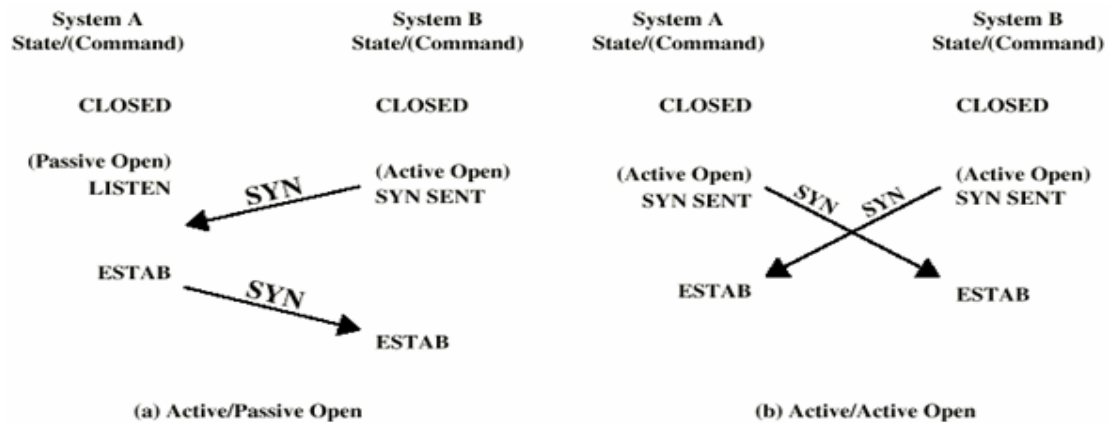 System A
State/(Command)
System B
State/(Command)
CLOSED
CLOSED
(Passive Open)
LISTEN
SYN
(Active Open)
SYN SENT
ESTAB
SYN
ESTAB
(a) Active/Passive Open
System A
State/(Command)
System B
State/(Command)
CLOSED
CLOSED
(Active Open)
SYN SENT
SYN
SYN
(Active Open)
SYN SENT
ESTAB
ESTAB
(b) Active/Active Open